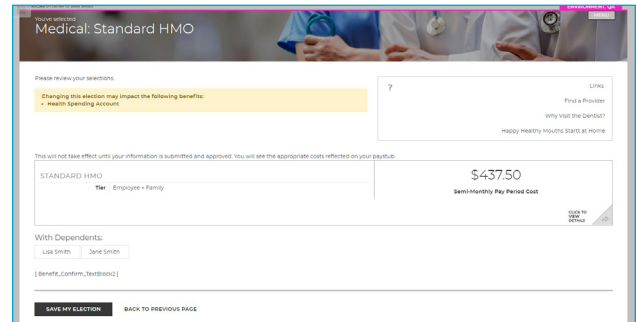 ENVIRONMENT: QA
MENU
You've selected
Medical: Standard HMO
Please review your selections.
Changing this election may impact the following benefits:
• Health Spending Account
?
Links
Find a Provider
Why Visit the Dentist?
Happy Healthy Mouths Startt at Home
This will not take effect until your information is submitted and approved. You will see the appropriate costs reflected on your paystub.
STANDARD HMO
Tier Employee + Family
$437.50
Semi-Monthly Pay Period Cost
CLICK TO
VIEW
DETAILS
With Dependents:
Lisa Smith Jane Smith
[ Benefit_Confirm_TextBlock2 ]
SAVE MY ELECTION BACK TO PREVIOUS PAGE